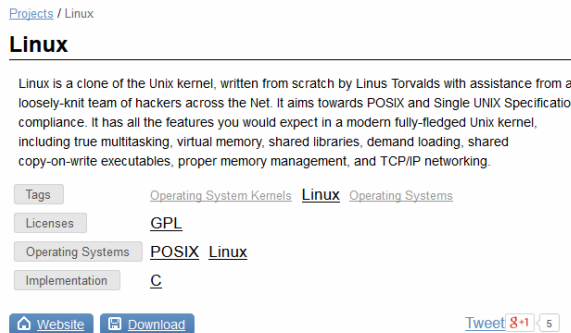 Projects / Linux
Linux
Linux is a clone of the Unix kernel, written from scratch by Linus Torvalds with assistance from a
loosely-knit team of hackers across the Net. It aims towards POSIX and Single UNIX Specificatio
compliance. It has all the features you would expect in a modern fully-fledged Unix kernel,
including true multitasking, virtual memory, shared libraries, demand loading, shared
copy-on-write executables, proper memory management, and TCP/IP networking.
Tags Operating System Kernels Linux Operating Systems
Licenses GPL
Operating Systems POSIX Linux
Implementation C
Website Download Tweet g+1 5